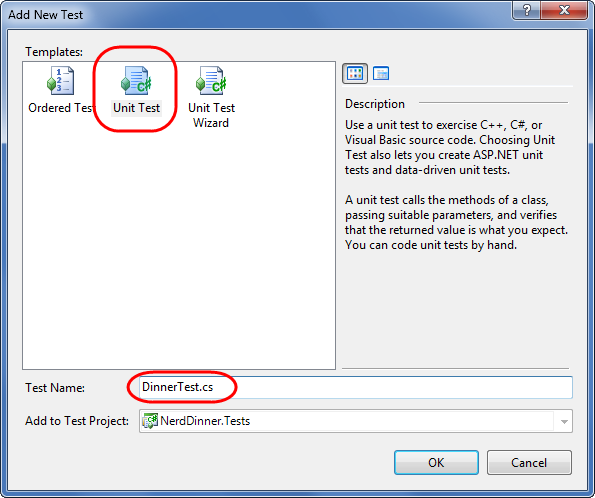 Add New Test
Templates:
Ordered Test
Unit Test
Unit Test
Wizard
Description
Use a unit test to exercise C++, C#, or
Visual Basic source code. Choosing Unit
Test also lets you create ASP.NET unit
tests and data-driven unit tests.
A unit test calls the methods of a class,
passing suitable parameters, and verifies
that the returned value is what you expect.
You can code unit tests by hand.
Test Name:
DinnerTest.cs
Add to Test Project:
NerdDinner.Tests
OK
Cancel